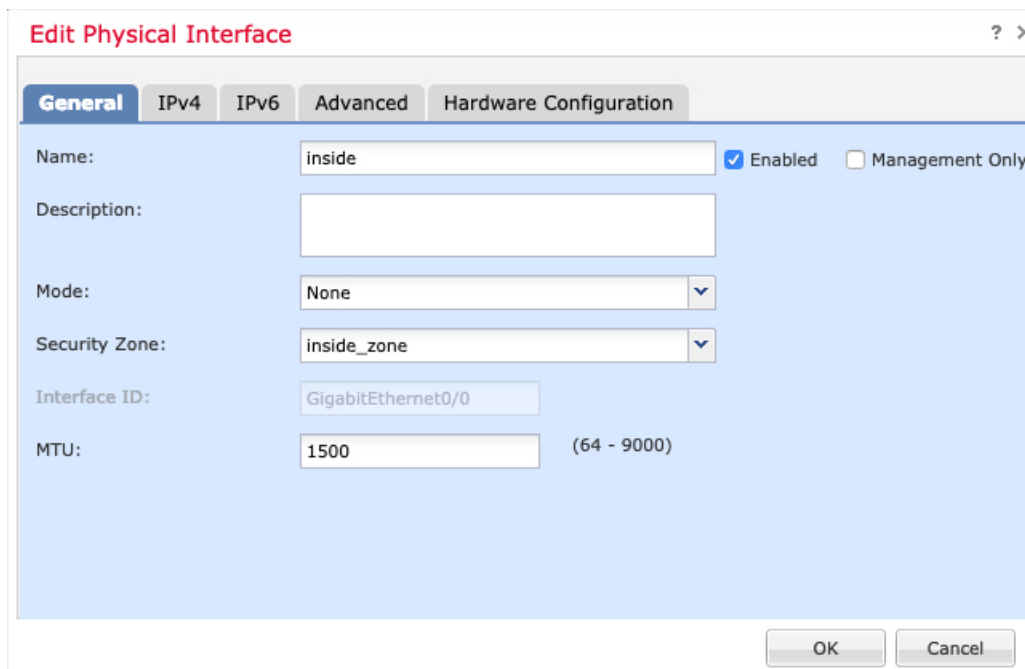 Edit Physical Interface ?
General IPv4 IPv6 Advanced Hardware Configuration
Name: inside Enabled Management Only
Description:
Mode: None
Security Zone: inside_zone
Interface ID: GigabitEthernet0/0
MTU: 1500 (64 - 9000)
OK Cancel